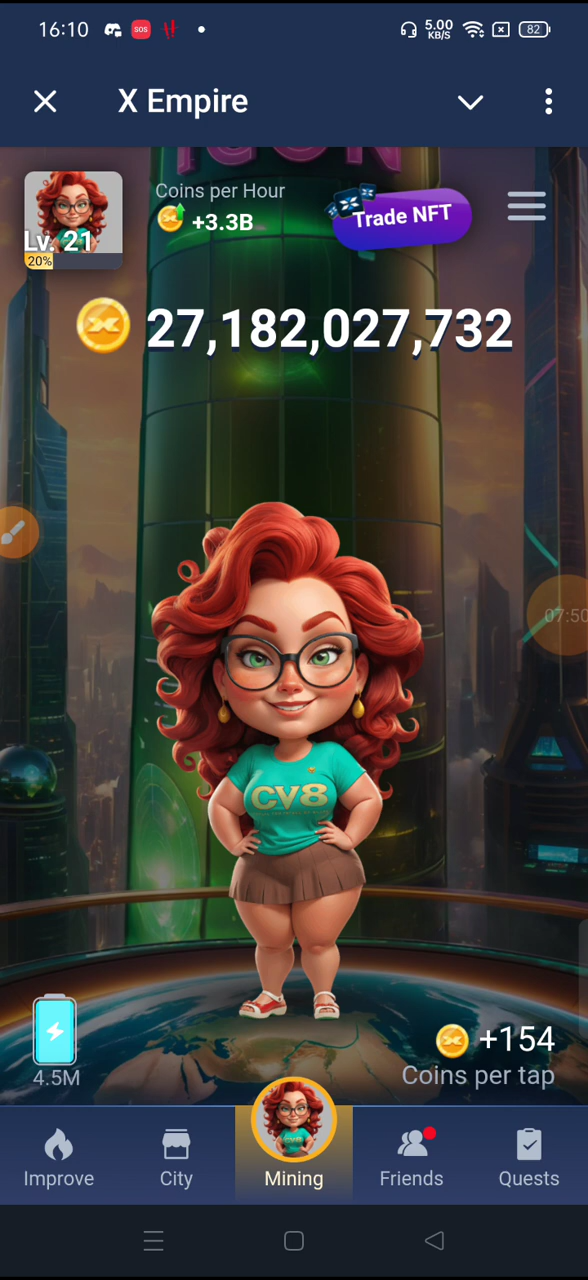 16:10
SOS
5.00
KB/S
82
X Empire
Coins per Hour
+3.3B
Trade NFT
Lv. 21
20%
27,182,027,732
07:50
CV8
4.5M
+154
Coins per tap
Improve
City
Mining
Friends
Quests